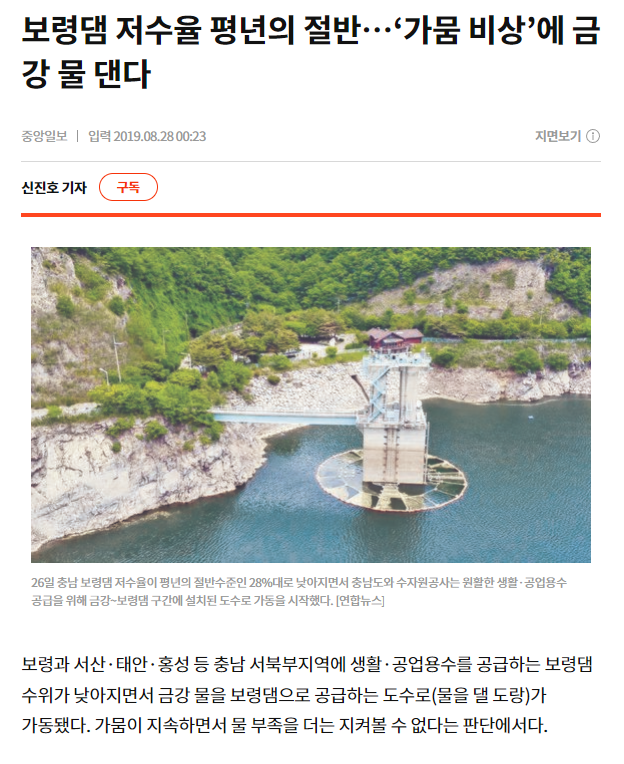 보령댐 저수율 평년의 절반…‘가뭄 비상’에 금
강 물 댄다
중앙일보 | 입력 2019.08.28 00:23
지면보기
신진호 기자
구독
26일 충남 보령댐 저수율이 평년의 절반수준인 28%대로 낮아지면서 충남도와 수자원공사는 원활한 생활·공업용수
공급을 위해 금강~보령댐 구간에 설치된 도수로 가동을 시작했다. [연합뉴스]
보령과 서산·태안·홍성 등 충남 서북부지역에 생활·공업용수를 공급하는 보령댐
수위가 낮아지면서 금강 물을 보령댐으로 공급하는 도수로(물을 댈 도랑)가
가동됐다. 가뭄이 지속하면서 물 부족을 더는 지켜볼 수 없다는 판단에서다.